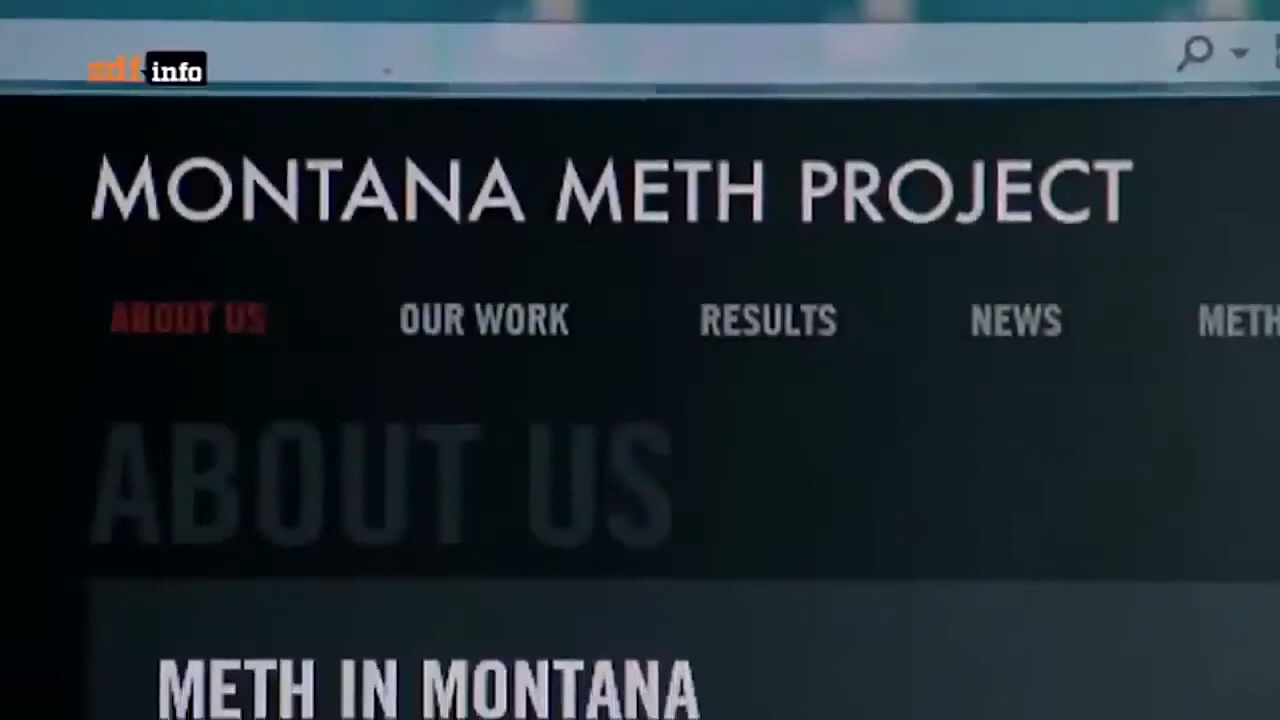 zdf info
MONTANA METH PROJECT
ABOUT US OUR WORK RESULTS NEWS METH
ABOUT US
METH IN MONTANA